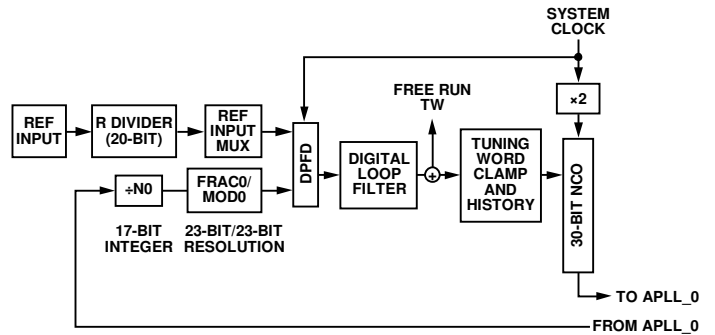 SYSTEM
CLOCK
FREE RUN
TW
×2
REF
INPUT
R DIVIDER
(20-BIT)
REF
INPUT
MUX
DPFD
DIGITAL
LOOP
FILTER
+
TUNING
WORD
CLAMP
AND
HISTORY
30-BIT NCO
÷N0
FRAC0/
MOD0
17-BIT
INTEGER
23-BIT/23-BIT
RESOLUTION
TO APLL_0
FROM APLL_0